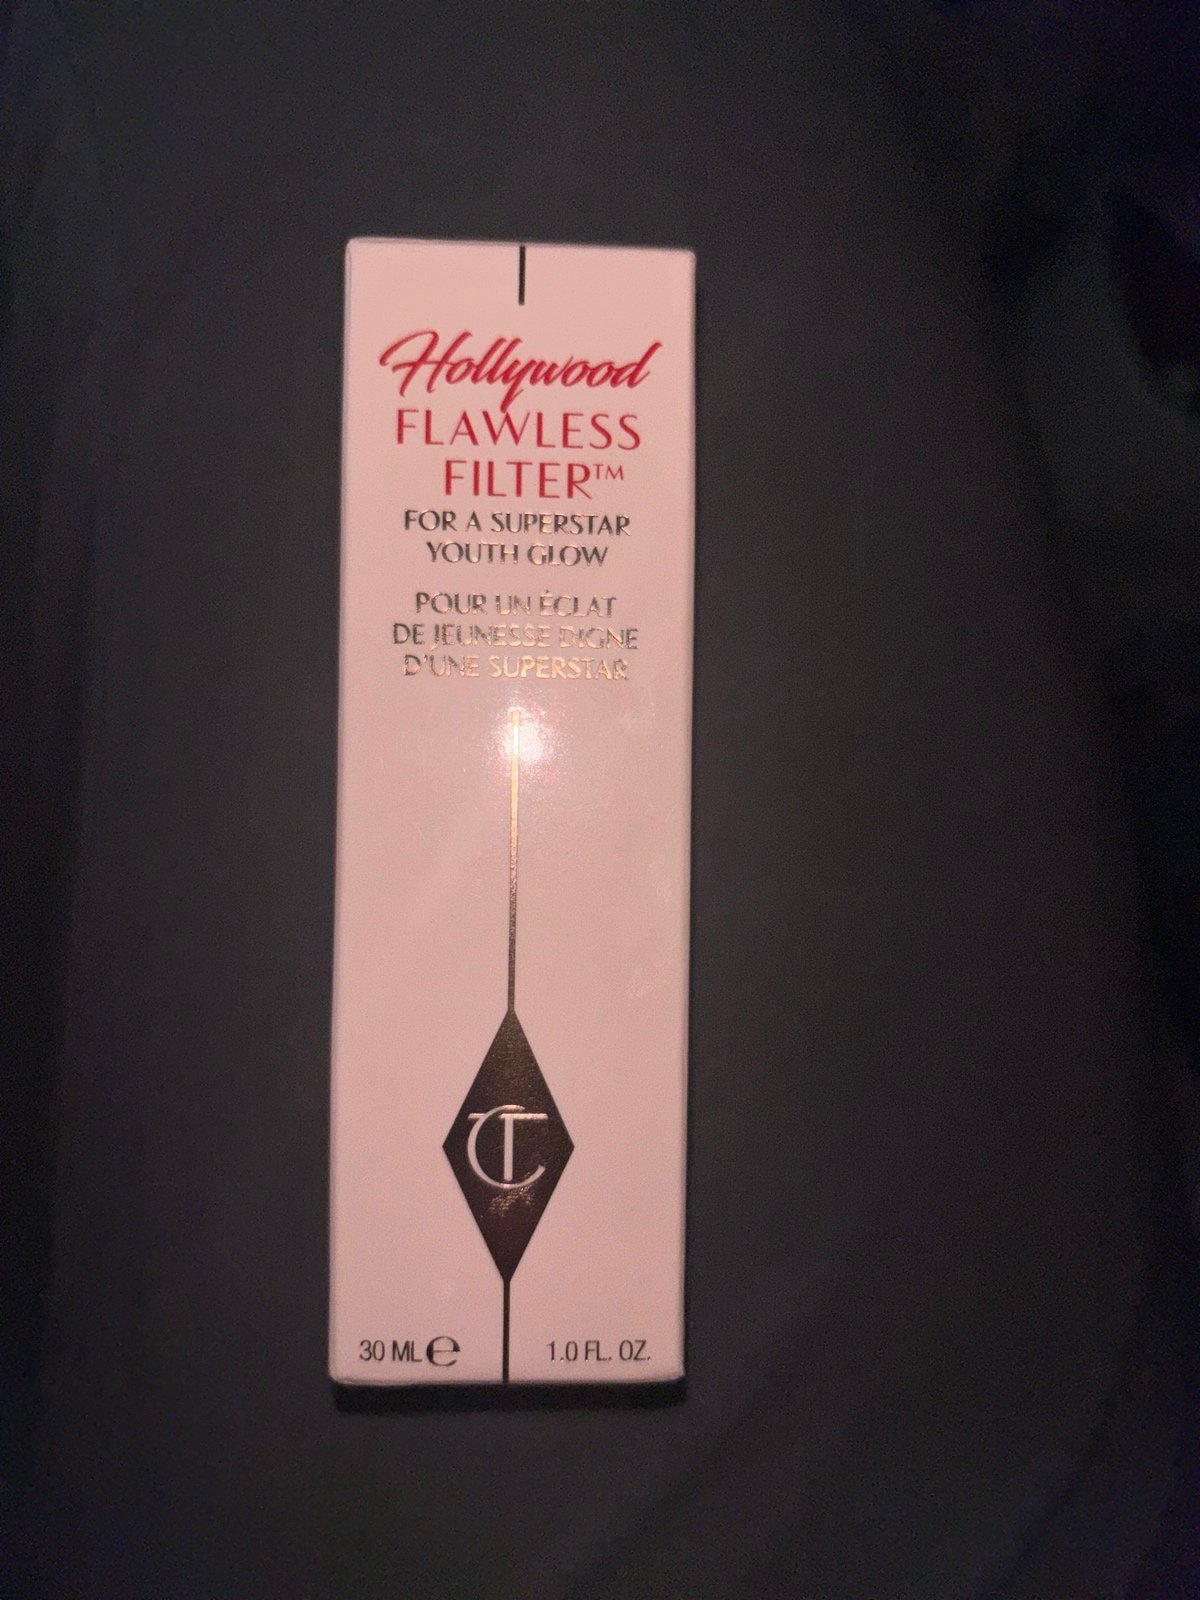 Hollywood
FLAWLESS
FILTER™
FOR A SUPERSTAR
YOUTH GLOW
POUR UN ÉCLAT
DE JEUNESSE DIGNE
D'UNE SUPERSTAR
CT
30 ML ℮ 1.0 FL. OZ.